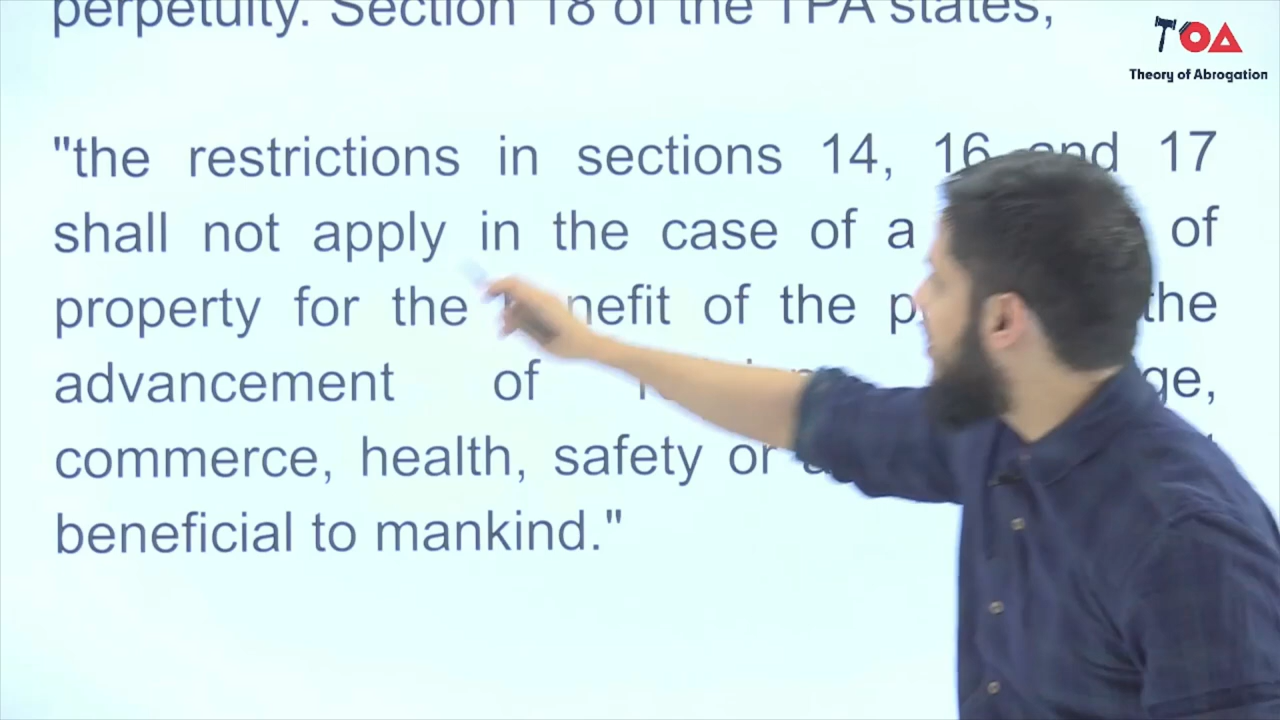 perpetuity. Section 18 of the TPA states,
TOA
Theory of Abrogation
"the restrictions in sections 14, 16 and 17
shall not apply in the case of a of
property for the of the the
advancement of
commerce, health, safety or
beneficial to mankind."